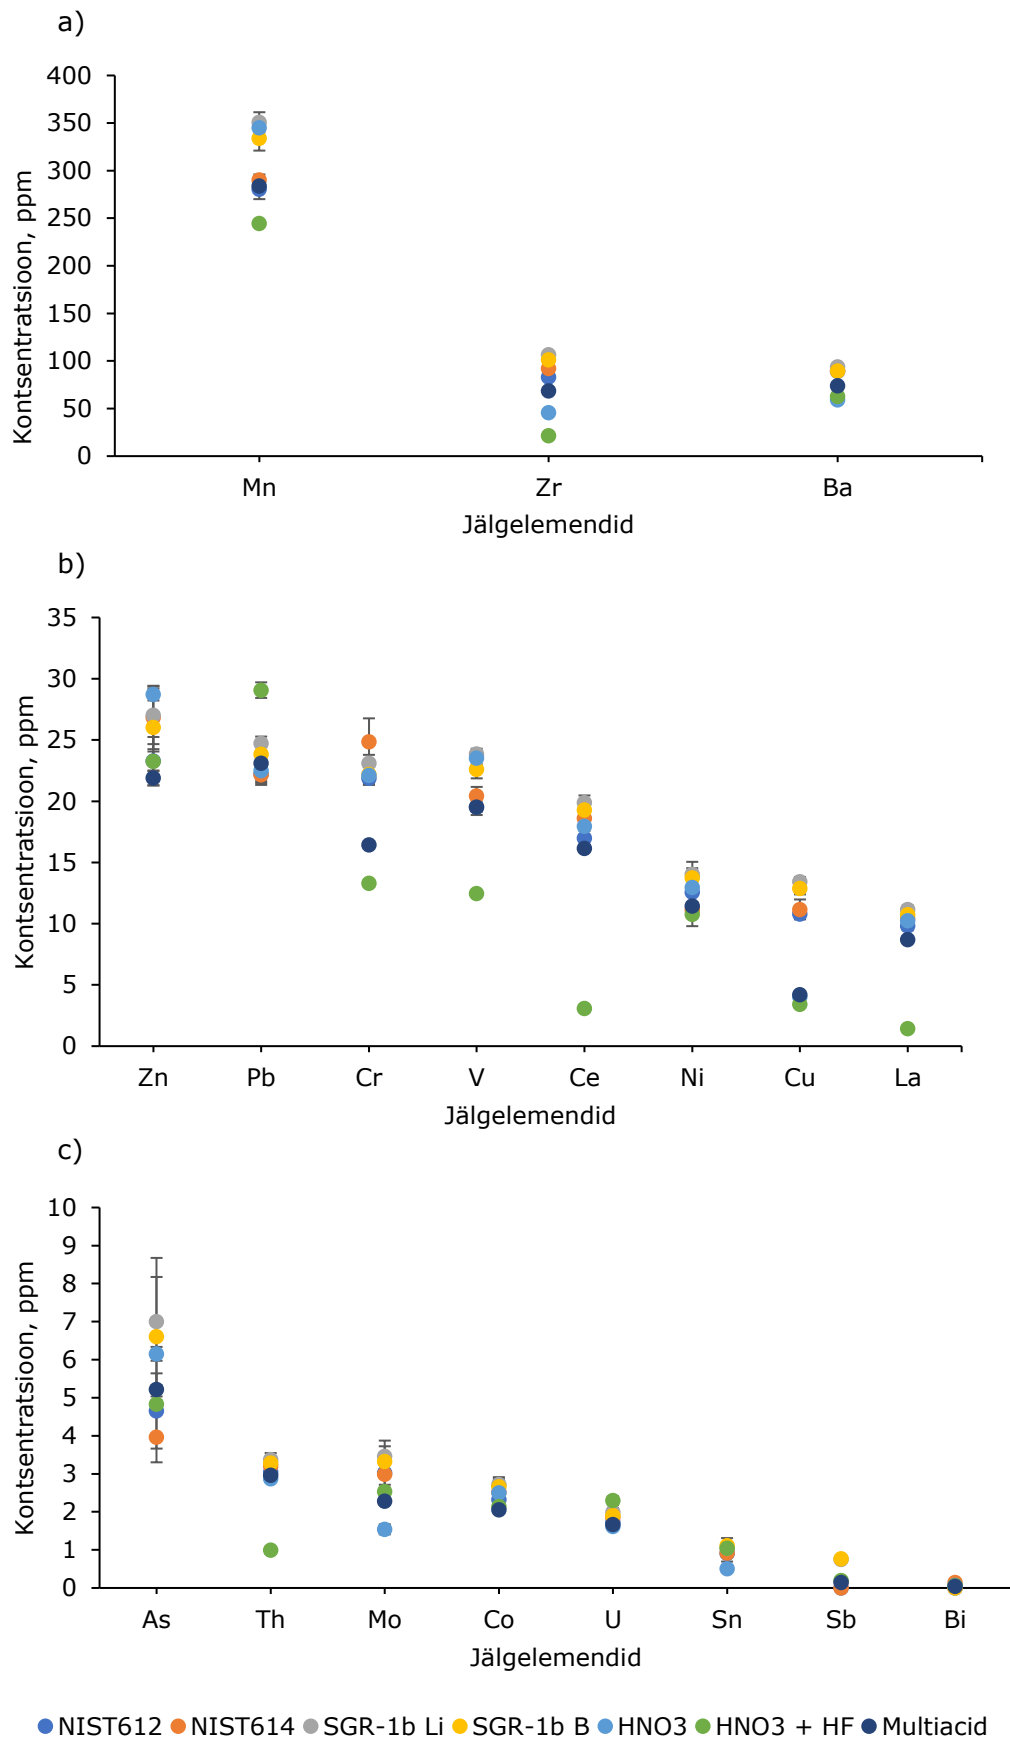 a)
400
350
300
250
200
150
100
50
0
Kontsentratsioon, ppm
Mn Zr Ba
Jälgelemendid
b)
35
30
25
20
15
10
5
0
Kontsentratsioon, ppm
Zn Pb Cr V Ce Ni Cu La
Jälgelemendid
c)
10
9
8
7
6
5
4
3
2
1
0
Kontsentratsioon, ppm
As Th Mo Co U Sn Sb Bi
Jälgelemendid
NIST612 NIST614 SGR-1b Li SGR-1b B HNO3 HNO3 + HF Multiacid